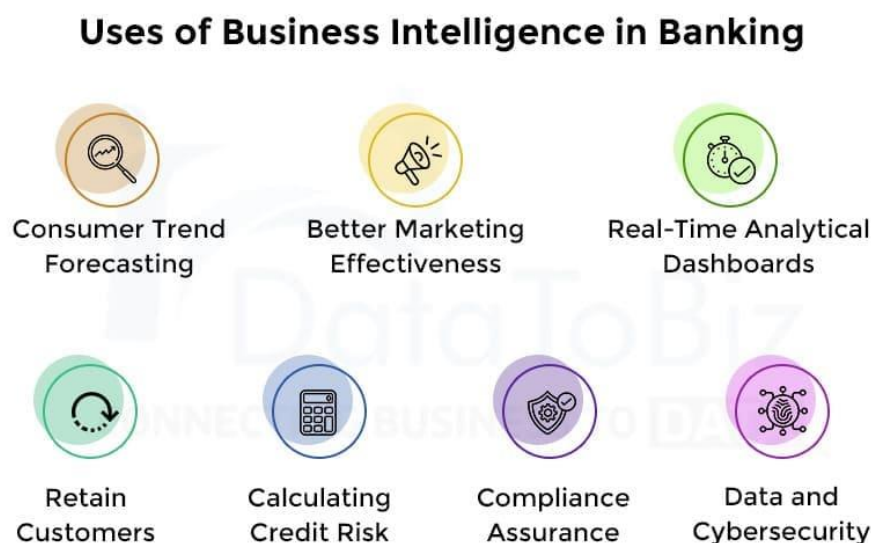 Uses of Business Intelligence in Banking
Consumer Trend
Forecasting
Better Marketing
Effectiveness
Real-Time Analytical
Dashboards
DataToBiz
Retain
Customers
Calculating
Credit Risk
Compliance
Assurance
Data and
Cybersecurity